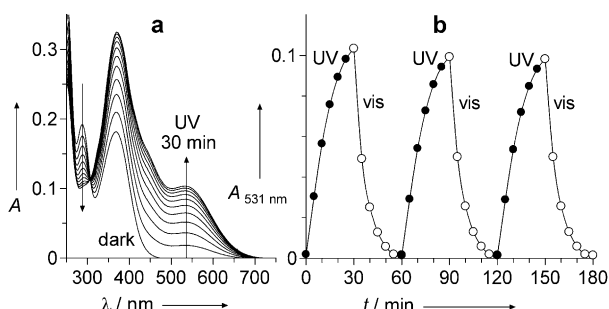 a
0.3
0.2
0.1
0
A
UV
30 min
dark
300 400 500 600 700
λ / nm
b
0.1
0
A 531 nm
UV
vis
UV
vis
UV
vis
0 30 60 90 120 150 180
t / min